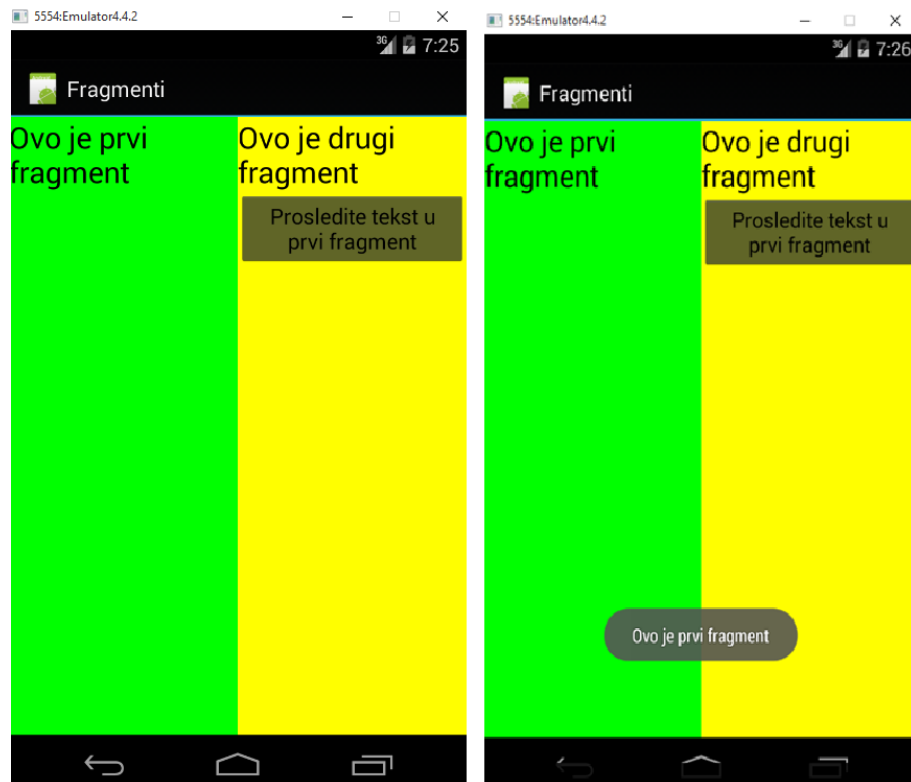 5554:Emulator4.4.2
3G 7:25
Fragmenti
Ovo je prvi
fragment
Ovo je drugi
fragment
Prosledite tekst u
prvi fragment
5554:Emulator4.4.2
3G 7:26
Fragmenti
Ovo je prvi
fragment
Ovo je drugi
fragment
Prosledite tekst u
prvi fragment
Ovo je prvi fragment